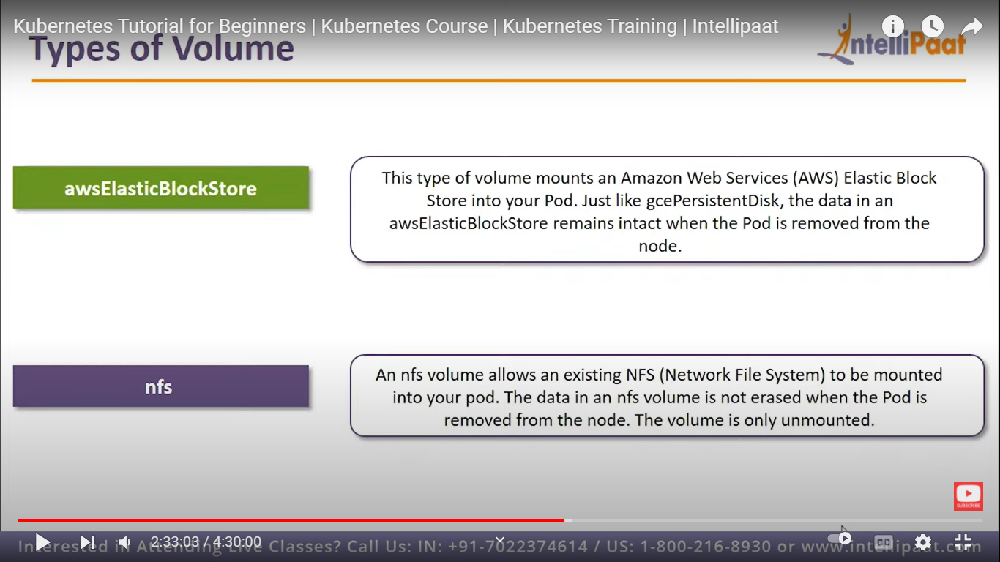 Kubernetes Tutorial for Beginners | Kubernetes Course | Kubernetes Training | Intellipaat
Types of Volume
IntelliPaat
awsElasticBlockStore
This type of volume mounts an Amazon Web Services (AWS) Elastic Block
Store into your Pod. Just like gcePersistentDisk, the data in an
awsElasticBlockStore remains intact when the Pod is removed from the
node.
nfs
An nfs volume allows an existing NFS (Network File System) to be mounted
into your pod. The data in an nfs volume is not erased when the Pod is
removed from the node. The volume is only unmounted.
SUBSCRIBE
2:33:03 / 4:30:00
CC
Interested in Attending Live Classes? Call Us: IN: +91-7022374614 / US: 1-800-216-8930 or www.intellipaat.com